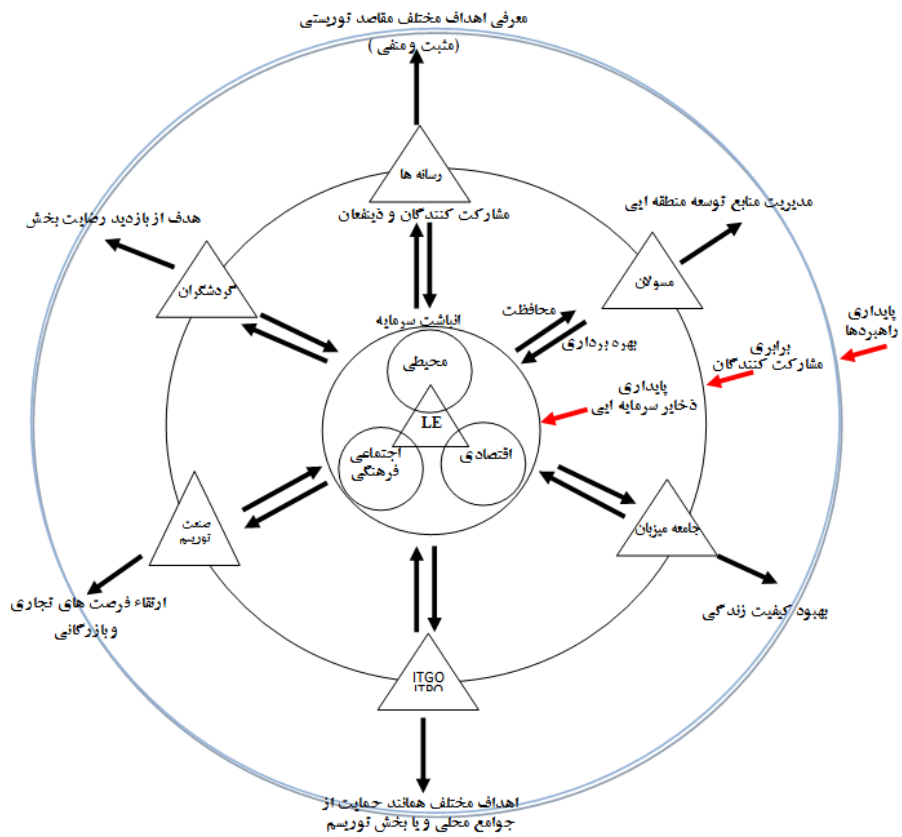 معرفی اهداف مختلف مقاصد توریستی
(مثبت و منفی )
رسانه ها
مشارکت کنندگان و ذینفعان
هدف از بازدید رضایت بخش
گردشگران
مدیریت منابع توسعه منطقه ایی
مسولان
محافظت
بهره برداری
انباشت سرمایه
محیطی
LE
اجتماعی
فرهنگی
اقتصادی
پایداری
راهبردها
برابری
مشارکت کنندگان
پایداری
ذخایر سرمایه ایی
صنعت
توریسم
جامعه میزبان
ارتقاء فرصت های تجاری
و بازرگانی
بهبود کیفیت زندگی
ITGO
اهداف مختلف همانند حمایت از
جوامع محلی و یا بخش توریسم